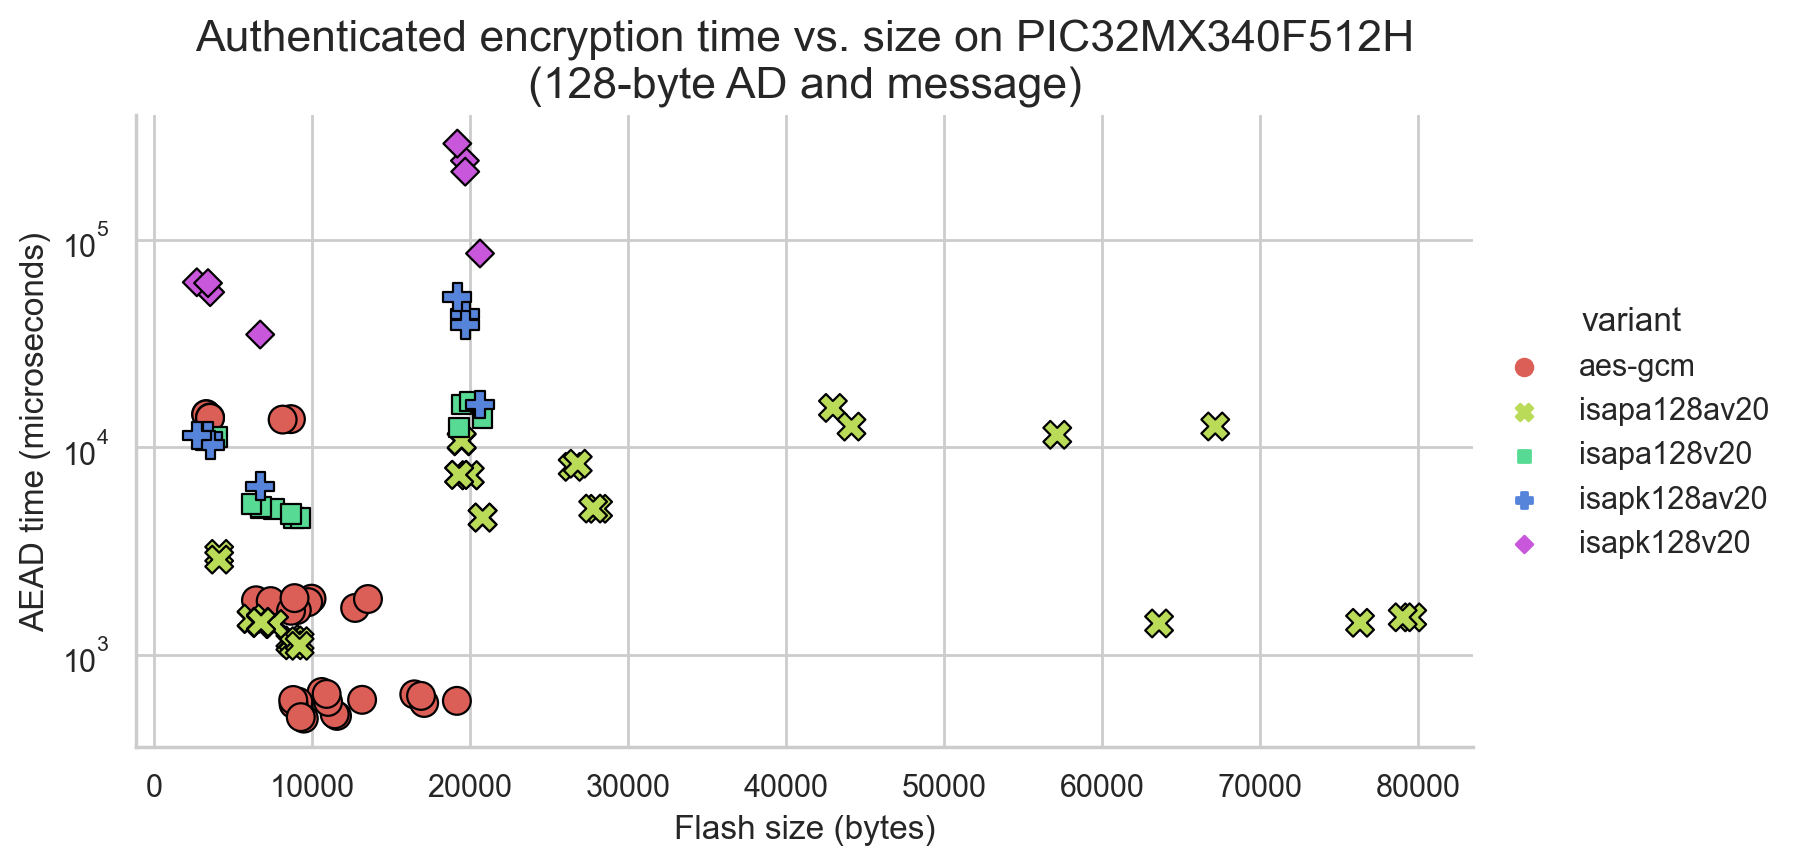 Authenticated encryption time vs. size on PIC32MX340F512H
(128-byte AD and message)
AEAD time (microseconds)
10^5
10^4
10^3
0 10000 20000 30000 40000 50000 60000 70000 80000
Flash size (bytes)
variant
aes-gcm
isapa128av20
isapa128v20
isapk128av20
isapk128v20